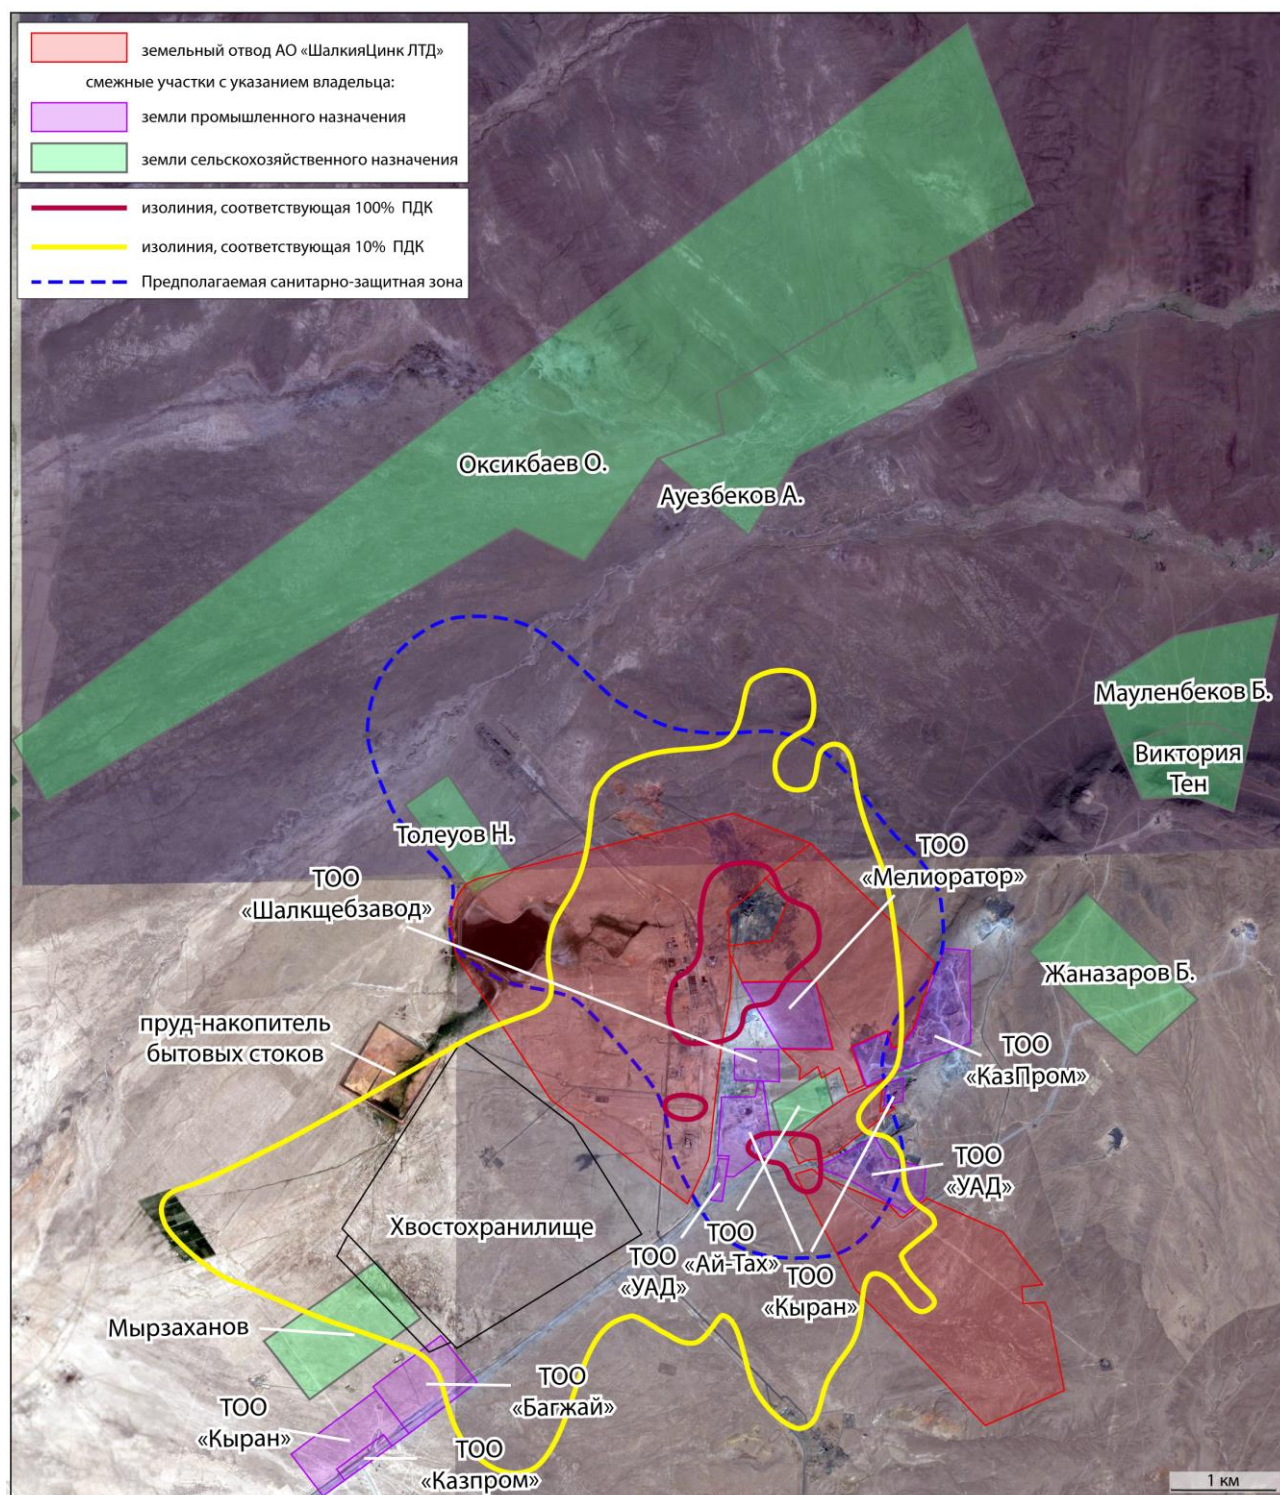 земельный отвод АО «ШалкияЦинк ЛТД»
смежные участки с указанием владельца:
земли промышленного назначения
земли сельскохозяйственного назначения
изолиния, соответствующая 100% ПДК
изолиния, соответствующая 10% ПДК
Предполагаемая санитарно-защитная зона
Оксикбаев О.
Ауезбеков А.
Мауленбеков Б.
Виктория
Тен
Толеуов Н.
ТОО
«Мелиоратор»
ТОО
«Шалкщебзавод»
Жаназаров Б.
пруд-накопитель
бытовых стоков
ТОО
«КазПром»
ТОО
«УАД»
Хвостохранилище
ТОО
«Ай-Тах»
ТОО
«УАД»
ТОО
«Кыран»
Мырзаханов
ТОО
«Багжай»
ТОО
«Кыран»
ТОО
«Казпром»
1 км